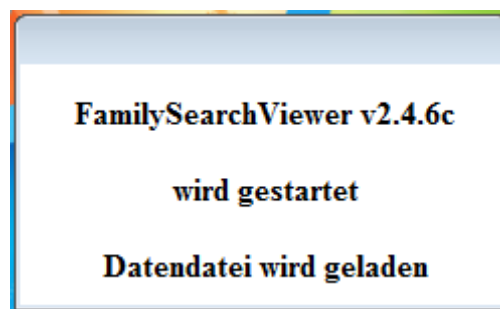 FamilySearchViewer v2.4.6c
wird gestartet
Datendatei wird geladen